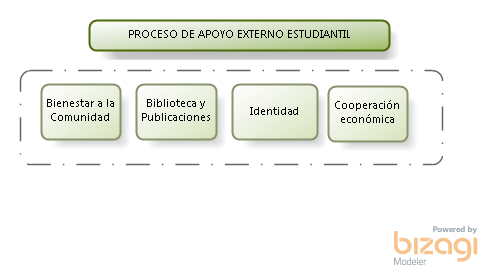 PROCESO DE APOYO EXTERNO ESTUDIANTIL
Bienestar a la
Comunidad
Biblioteca y
Publicaciones
Identidad
Cooperación
económica
Powered by
bizagi
Modeler